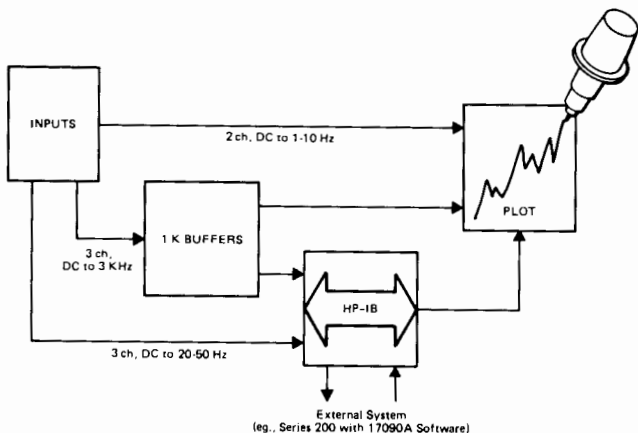 INPUTS
2 ch, DC to 1-10 Hz
PLOT
3 ch,
DC to 3 KHz
1 K BUFFERS
HP-IB
3 ch, DC to 20-50 Hz
External System
(eg., Series 200 with 17090A Software)